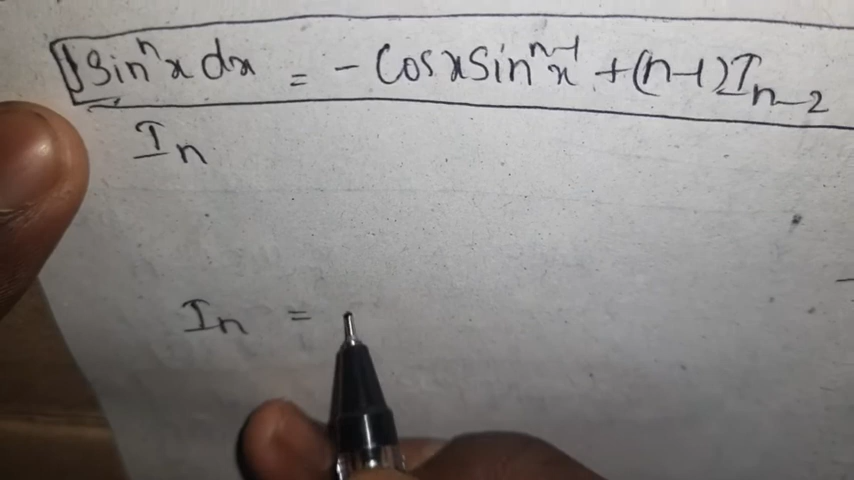 ∫sinⁿx dx = - Cosx Sinⁿ⁻¹x + (n-1)Iₙ₋₂
Iₙ
Iₙ =